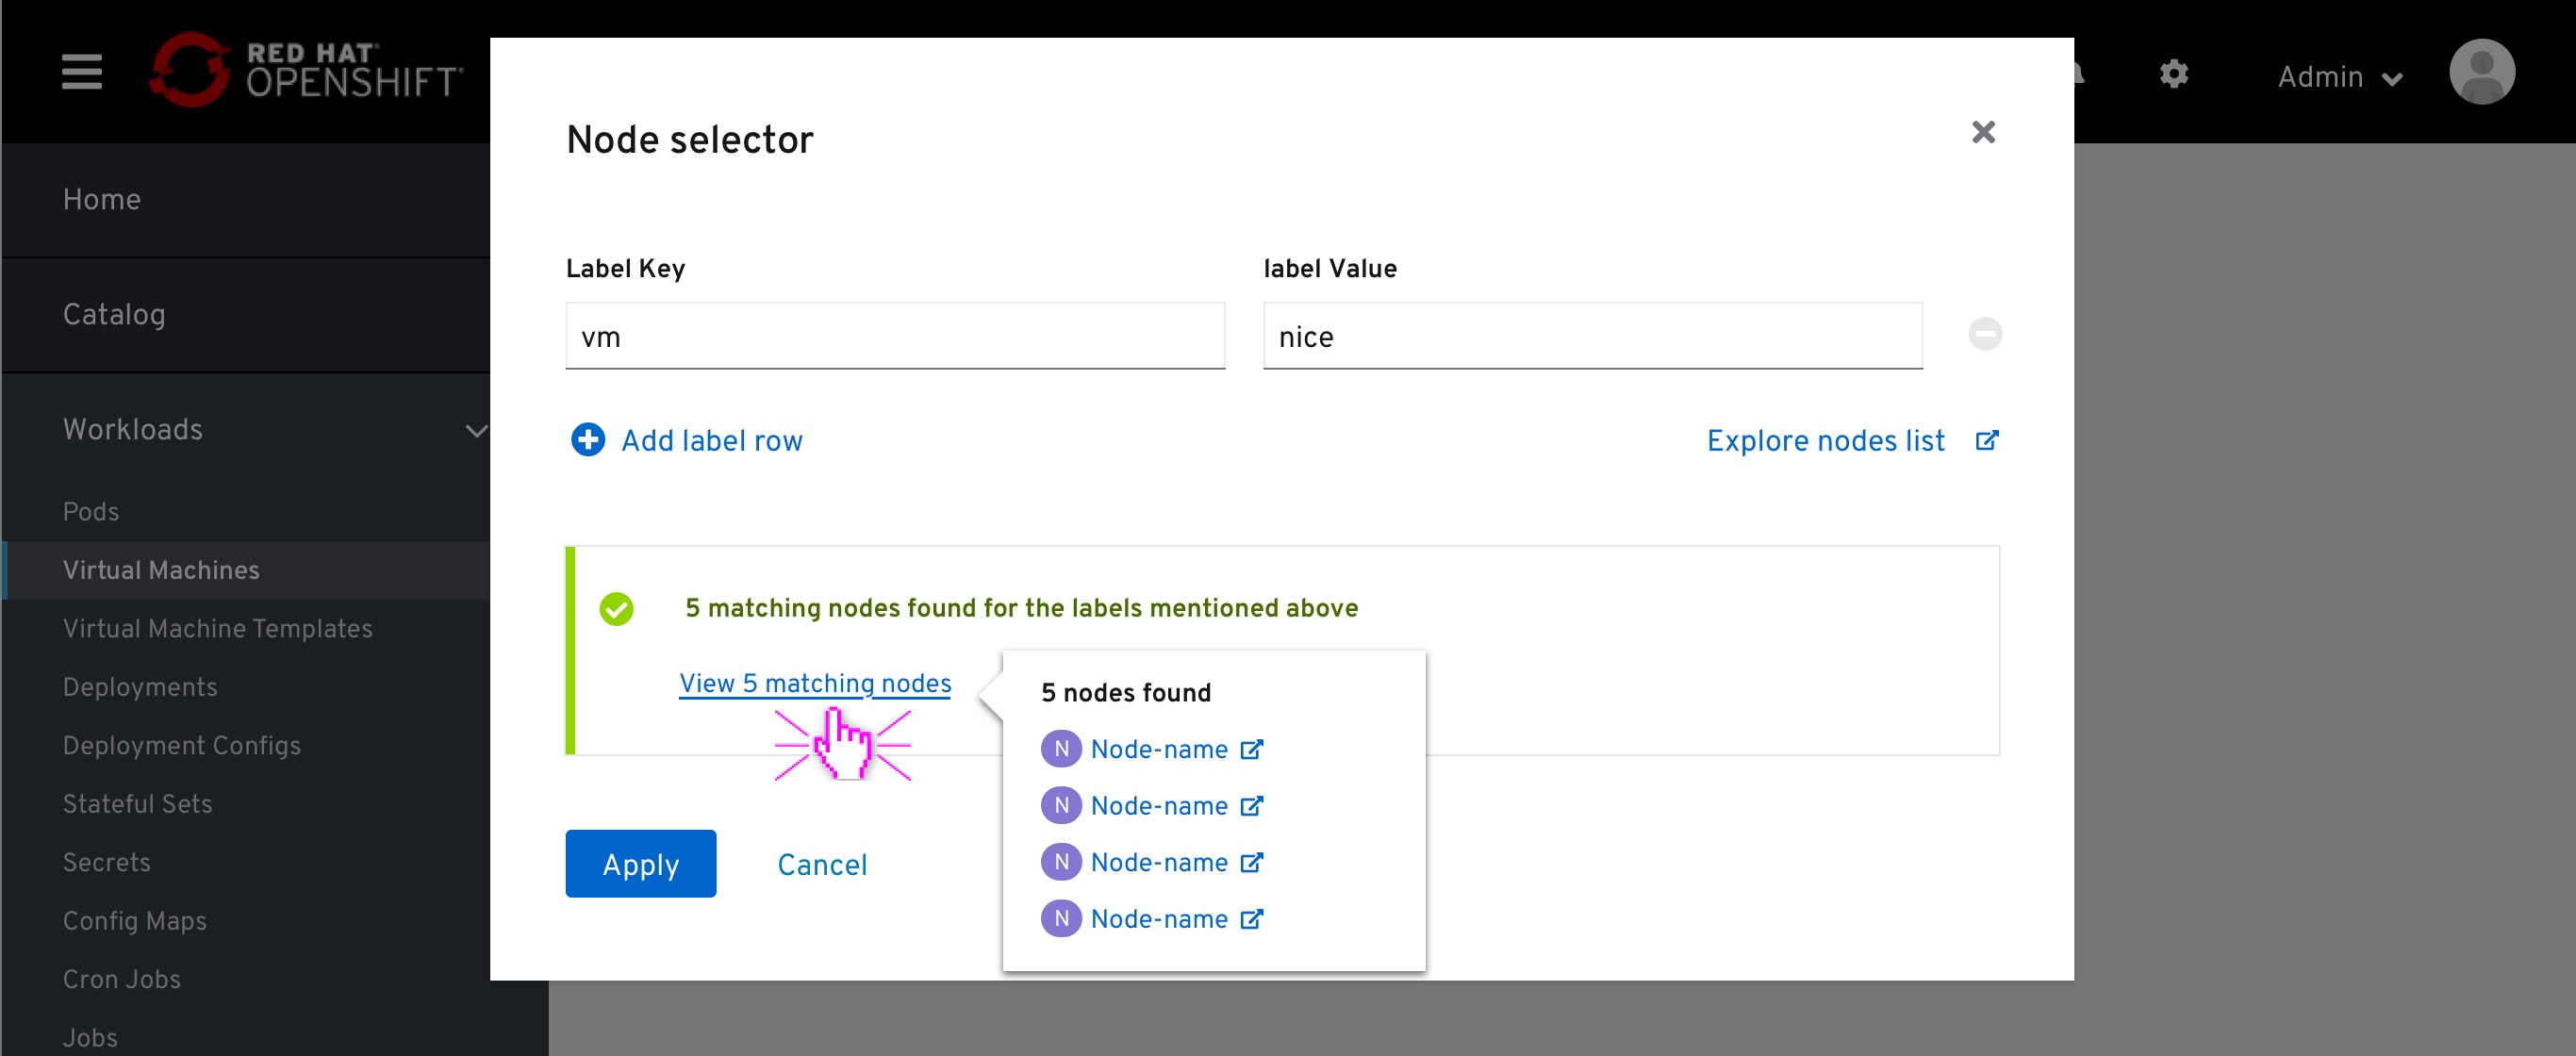 RED HAT
OPENSHIFT
Admin
Home
Catalog
Workloads
Pods
Virtual Machines
Virtual Machine Templates
Deployments
Deployment Configs
Stateful Sets
Secrets
Config Maps
Cron Jobs
Jobs
Node selector
Label Key
label Value
vm
nice
Add label row
Explore nodes list
5 matching nodes found for the labels mentioned above
View 5 matching nodes
5 nodes found
N Node-name
N Node-name
N Node-name
N Node-name
Apply
Cancel